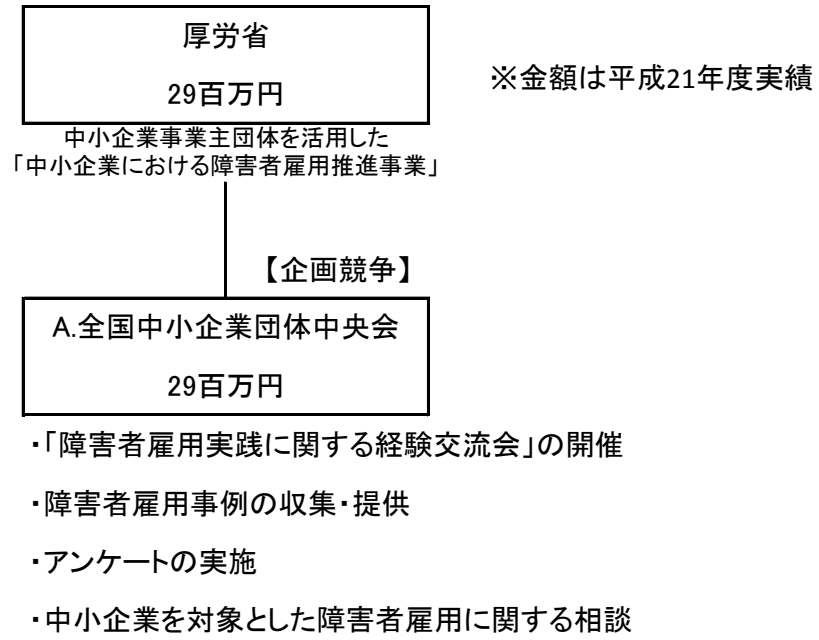 厚労省
29百万円
※金額は平成21年度実績
中小企業事業主団体を活用した
「中小企業における障害者雇用推進事業」
【企画競争】
A.全国中小企業団体中央会
29百万円
・「障害者雇用実践に関する経験交流会」の開催
・障害者雇用事例の収集・提供
・アンケートの実施
・中小企業を対象とした障害者雇用に関する相談